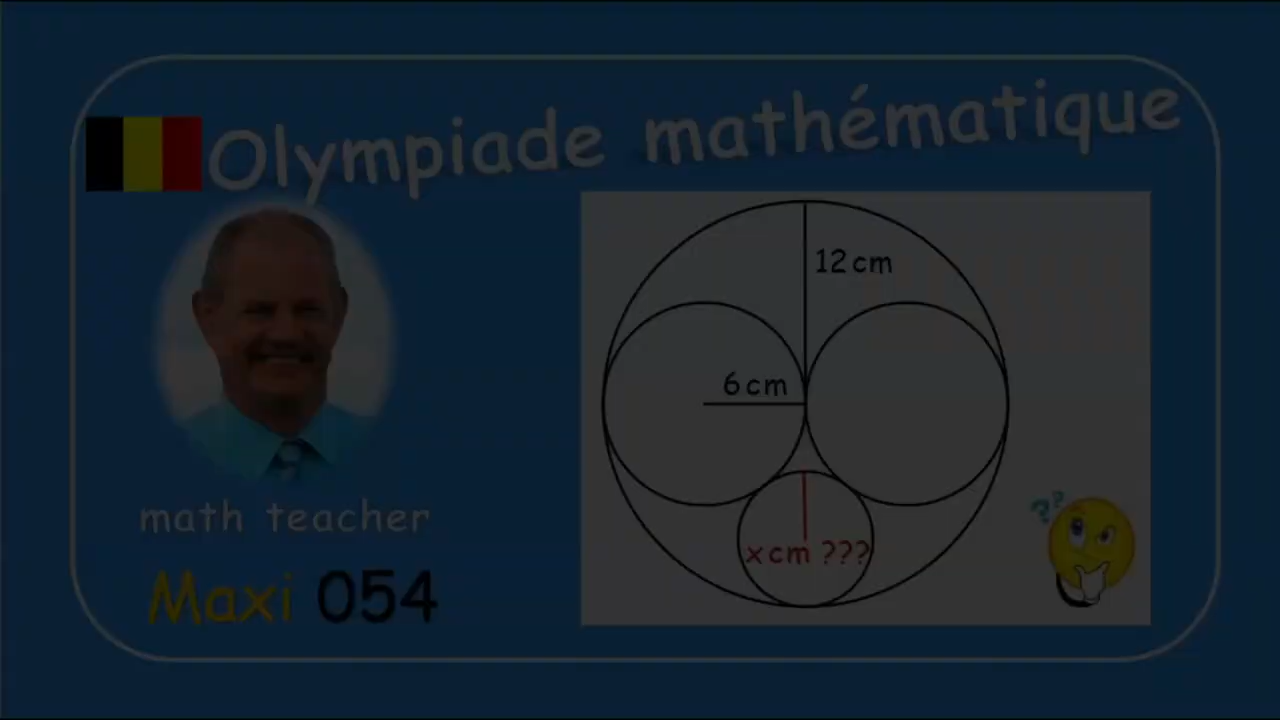 Olympiade mathématique
12 cm
6 cm
x cm ???
??
math teacher
Maxi 054